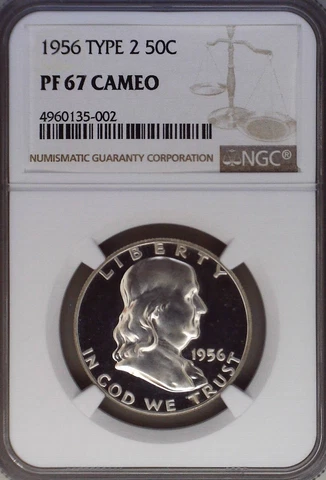 1956 TYPE 2 50C
PF 67 CAMEO
4960135-002
NUMISMATIC GUARANTY CORPORATION
NGC®
LIBERTY
1956
IN GOD WE TRUST